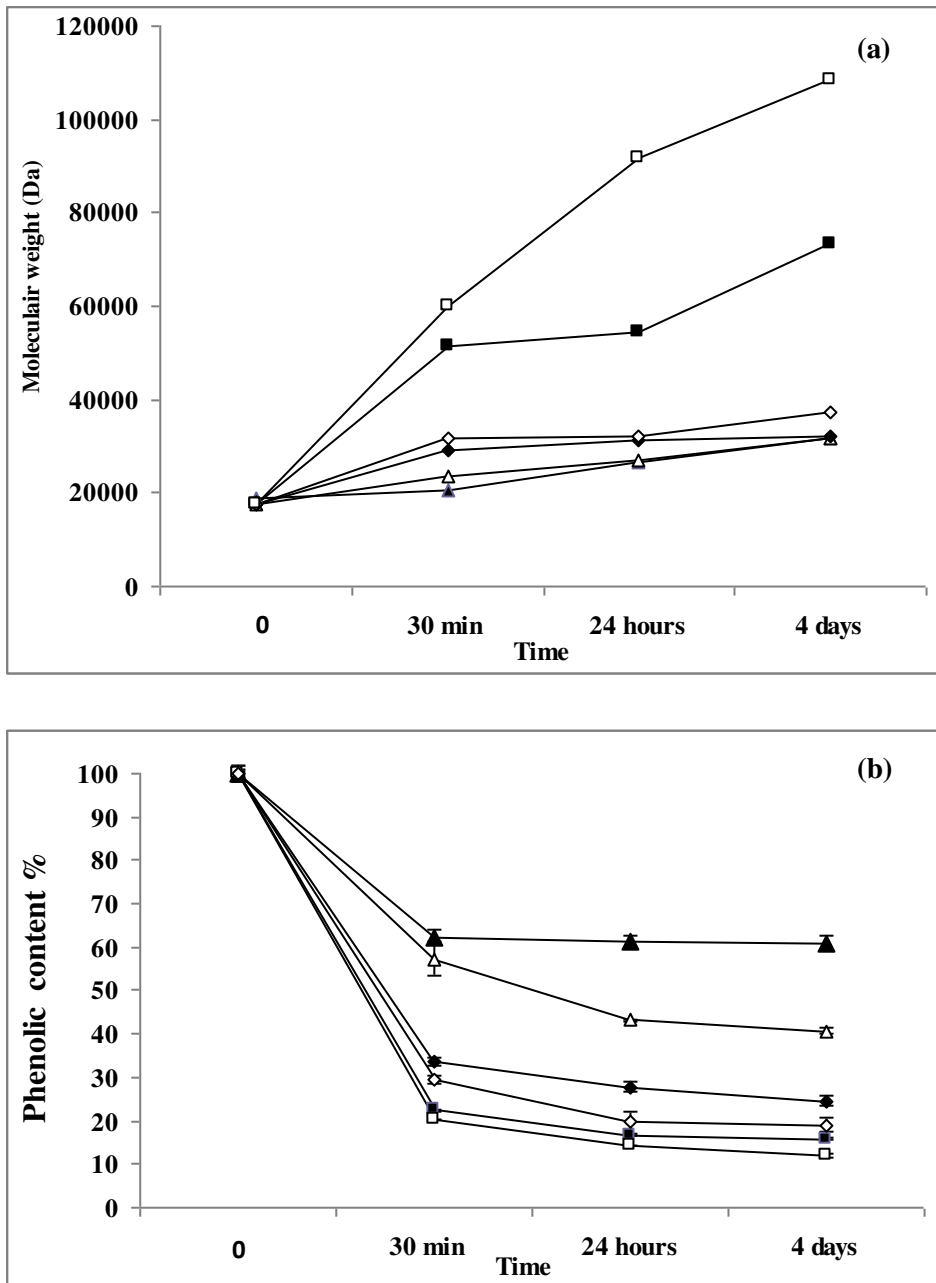 (a)
Moleculair weight (Da)
120000
100000
80000
60000
40000
20000
0
0 30 min 24 hours 4 days
Time
(b)
Phenolic content %
100
90
80
70
60
50
40
30
20
10
0
0 30 min 24 hours 4 days
Time